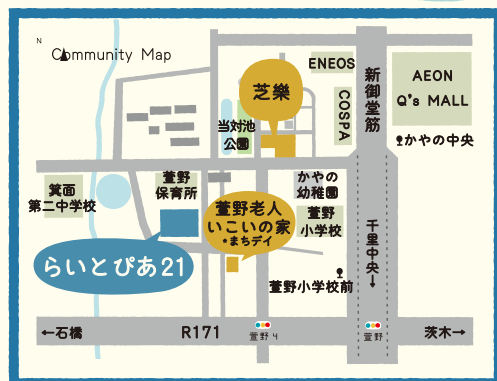 N
Community Map
ENEOS
新御堂筋
AEON
Q's MALL
芝樂
COSPA
当対池
公園
かやの中央
箕面
第二中学校
萱野
保育所
かやの
幼稚園
萱野老人
いこいの家
・まちデイ
萱野
小学校
千里中央→
らいとぴあ21
萱野小学校前
←石橋
R171
萱野4
萱野
茨木→